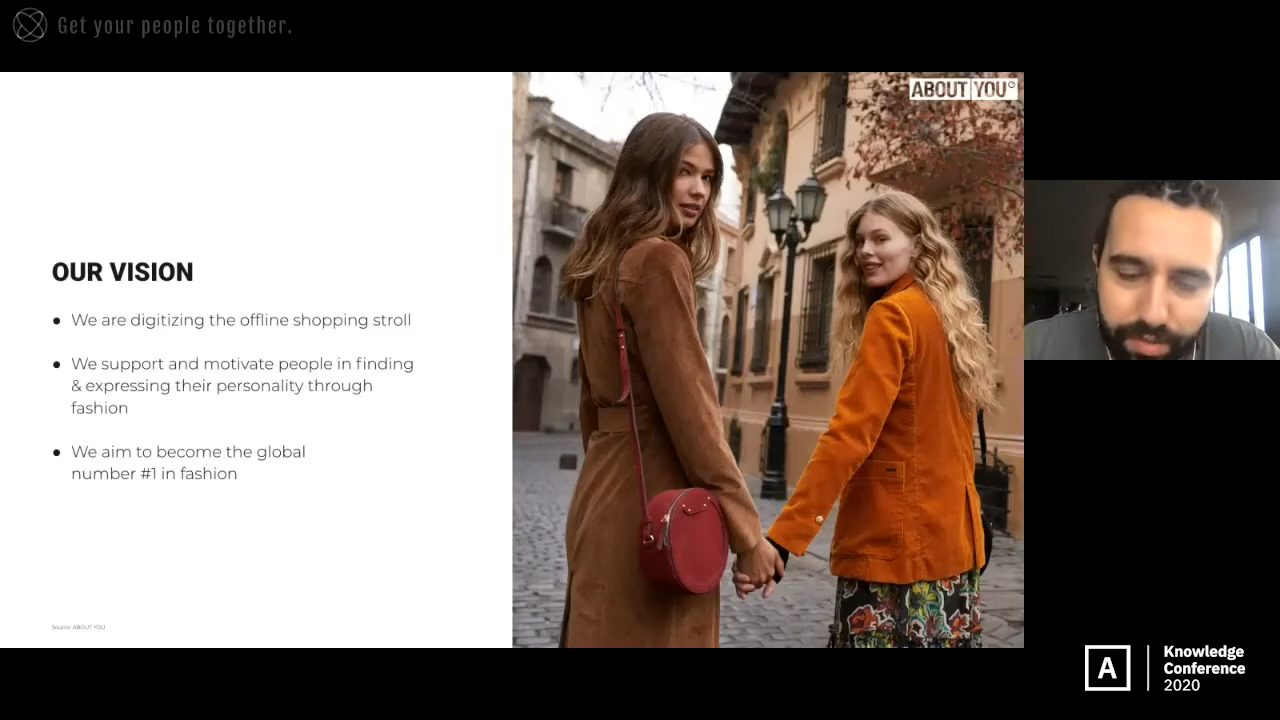 Get your people together.
ABOUT YOU°
OUR VISION
● We are digitizing the offline shopping stroll
● We support and motivate people in finding
& expressing their personality through
fashion
● We aim to become the global
number #1 in fashion
Source: ABOUT YOU
A
Knowledge
Conference
2020